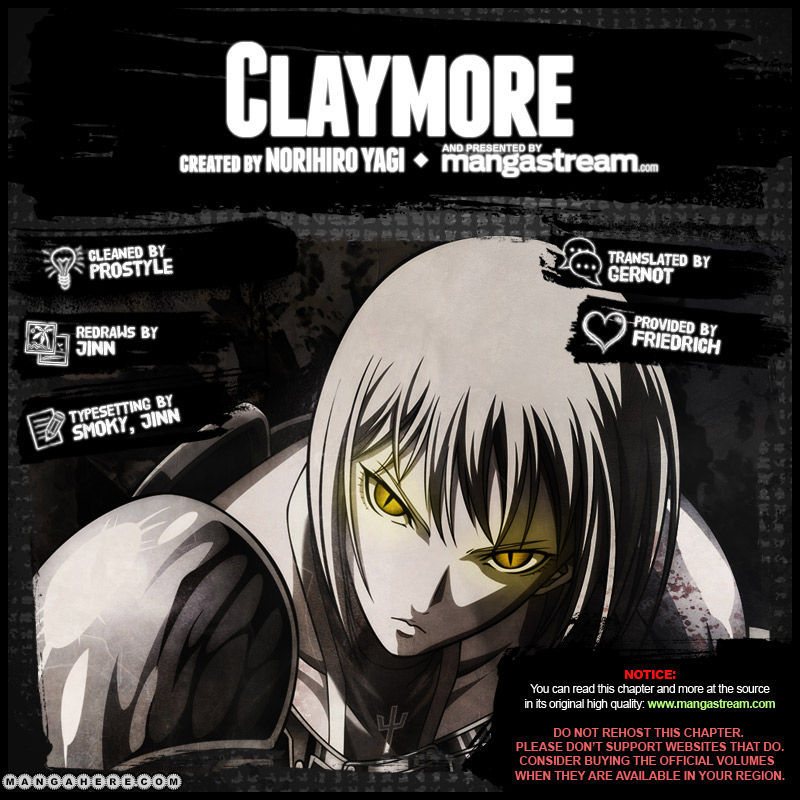 CLAYMORE
CREATED BY NORIHIRO YAGI ◆ AND PRESENTED BY mangastream.com
CLEANED BY
PROSTYLE
REDRAWS BY
JINN
TYPESETTING BY
SMOKY, JINN
TRANSLATED BY
GERNOT
PROVIDED BY
FRIEDRICH
NOTICE:
You can read this chapter and more at the source
in its original high quality: www.mangastream.com
DO NOT REHOST THIS CHAPTER.
PLEASE DON'T SUPPORT WEBSITES THAT DO.
CONSIDER BUYING THE OFFICIAL VOLUMES
WHEN THEY ARE AVAILABLE IN YOUR REGION.
MANGAHERE.COM